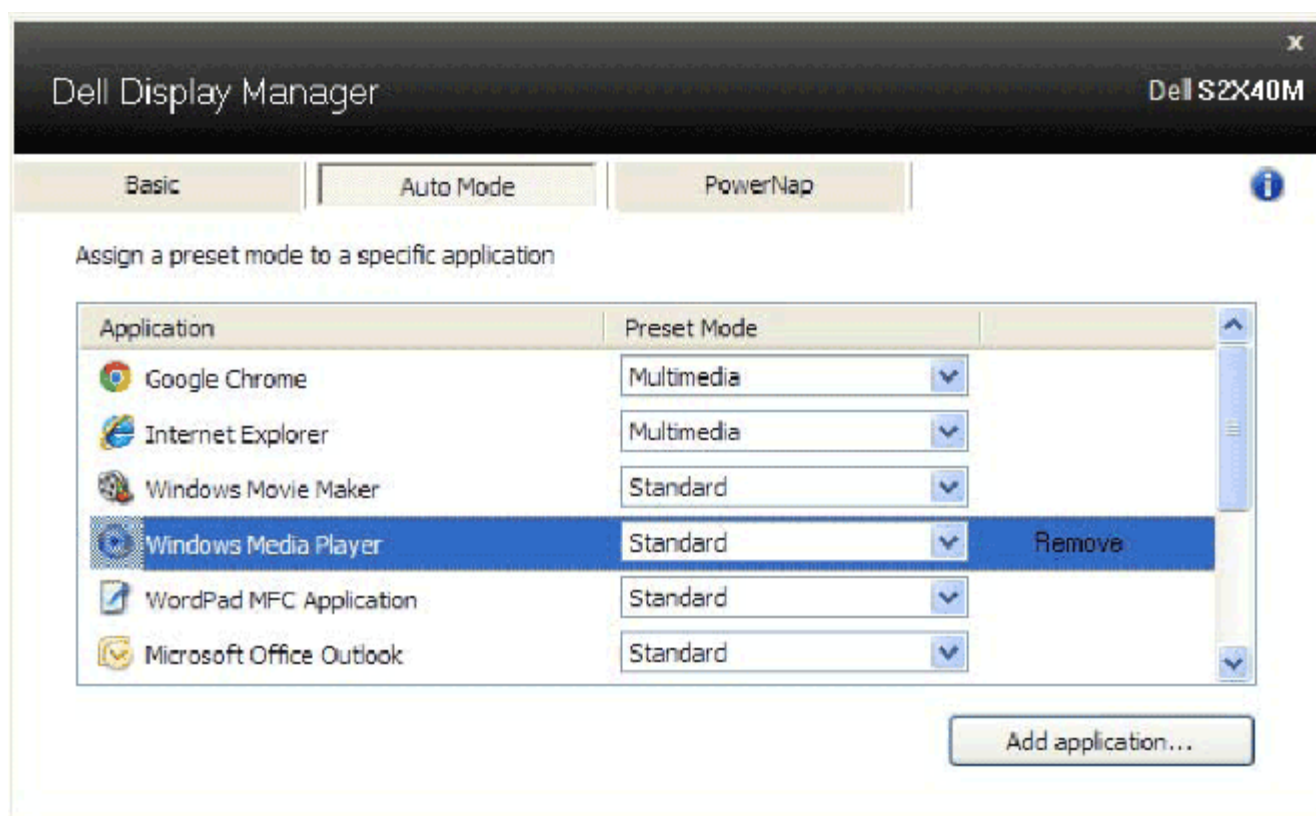 x
Dell Display Manager Dell S2X40M
Basic Auto Mode PowerNap
Assign a preset mode to a specific application
Application Preset Mode
Google Chrome Multimedia
Internet Explorer Multimedia
Windows Movie Maker Standard
Windows Media Player Standard Remove
WordPad MFC Application Standard
Microsoft Office Outlook Standard
Add application...